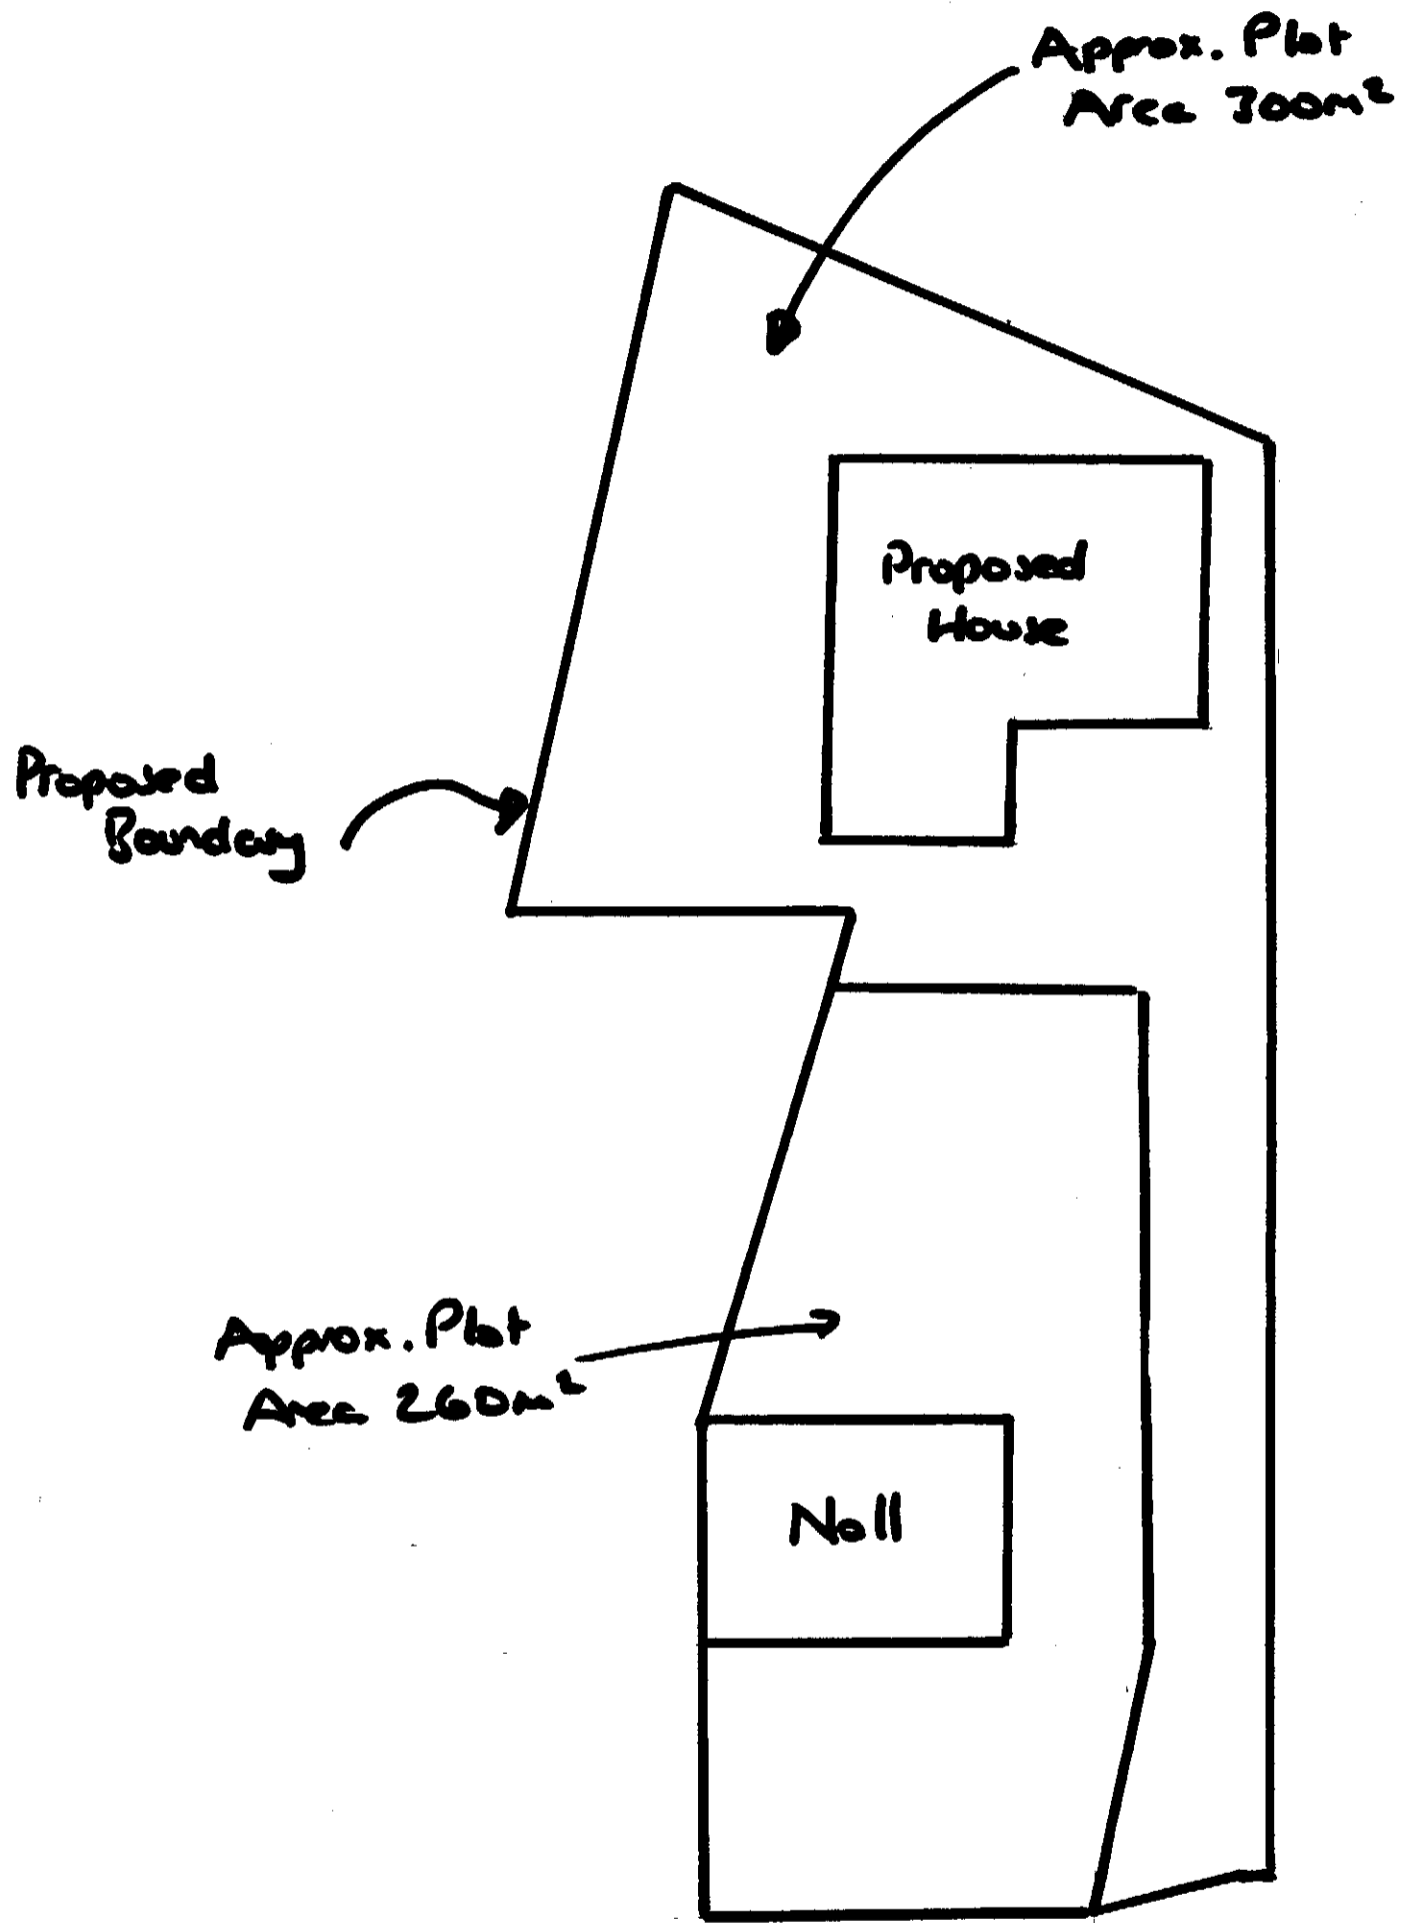 Approx. Plot
Area 300m²
Proposed
House
Proposed
Boundary
Approx. Plot
Area 260m²
No11